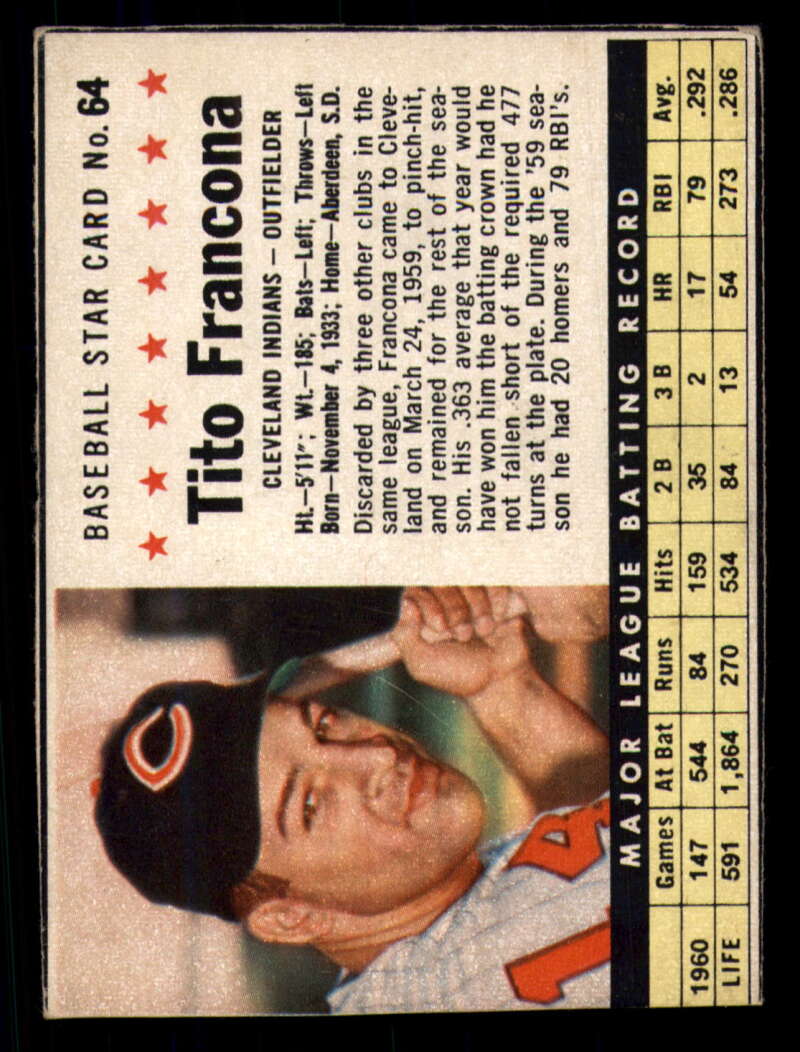 BASEBALL STAR CARD No. 64
Tito Francona
CLEVELAND INDIANS – OUTFIELDER
Ht.—5'11"; Wt.—185; Bats—Left; Throws—Left
Born—November 4, 1933; Home—Aberdeen, S.D.
Discarded by three other clubs in the
same league, Francona came to Cleve-
land on March 24, 1959, to pinch-hit,
and remained for the rest of the sea-
son. His .363 average that year would
have won him the batting crown had he
not fallen short of the required 477
turns at the plate. During the '59 sea-
son he had 20 homers and 79 RBI's.
C
14
MAJOR LEAGUE BATTING RECORD
Games At Bat Runs Hits 2 B 3 B HR RBI Avg.
1960 147 544 84 159 35 2 17 79 .292
LIFE 591 1,864 270 534 84 13 54 273 .286